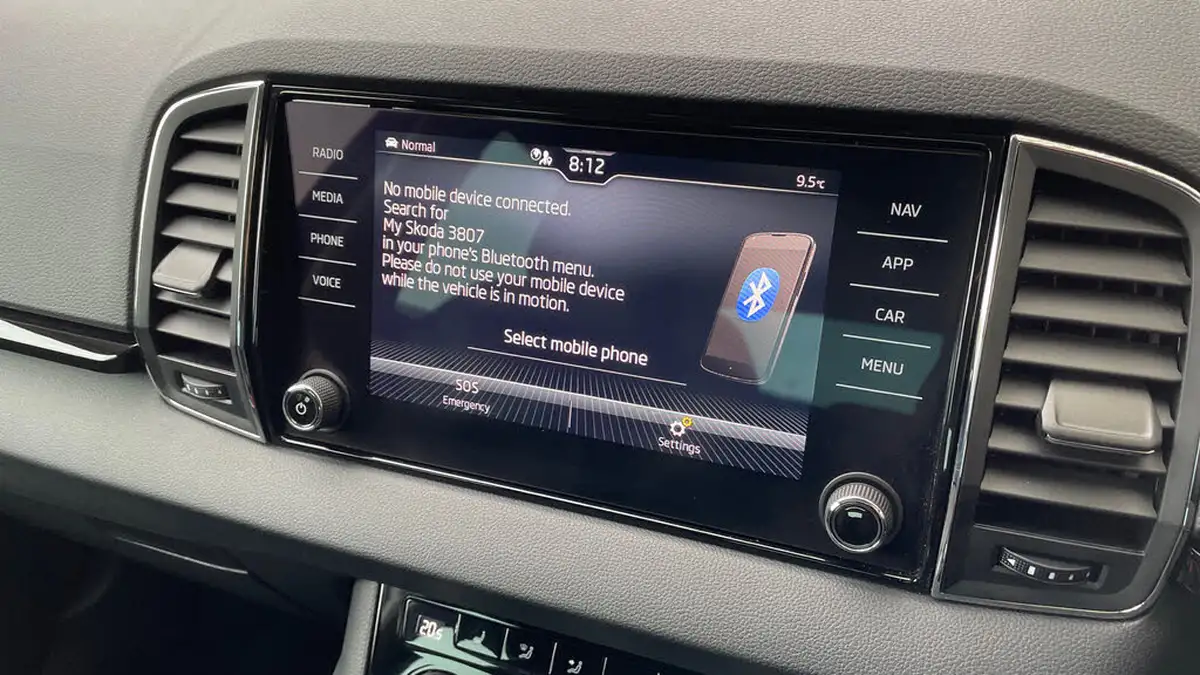 RADIO
MEDIA
PHONE
VOICE
Normal
8:12
9.5°C
No mobile device connected.
Search for
My Skoda 3807
in your phone's Bluetooth menu.
Please do not use your mobile device
while the vehicle is in motion.
Select mobile phone
SOS
Emergency
Settings
NAV
APP
CAR
MENU
20.5